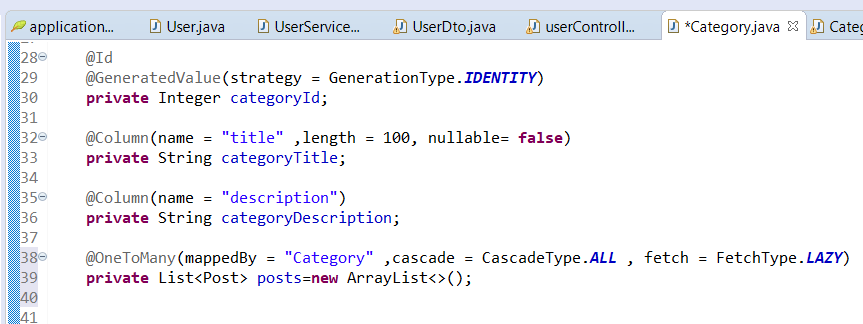 application... User.java UserService... UserDto.java userControll... *Category.java Categ
28 @Id
29 @GeneratedValue(strategy = GenerationType.IDENTITY)
30 private Integer categoryId;
31
32 @Column(name = "title" ,length = 100, nullable= false)
33 private String categoryTitle;
34
35 @Column(name = "description")
36 private String categoryDescription;
37
38 @OneToMany(mappedBy = "Category" ,cascade = CascadeType.ALL , fetch = FetchType.LAZY)
39 private List<Post> posts=new ArrayList<>();
40
41